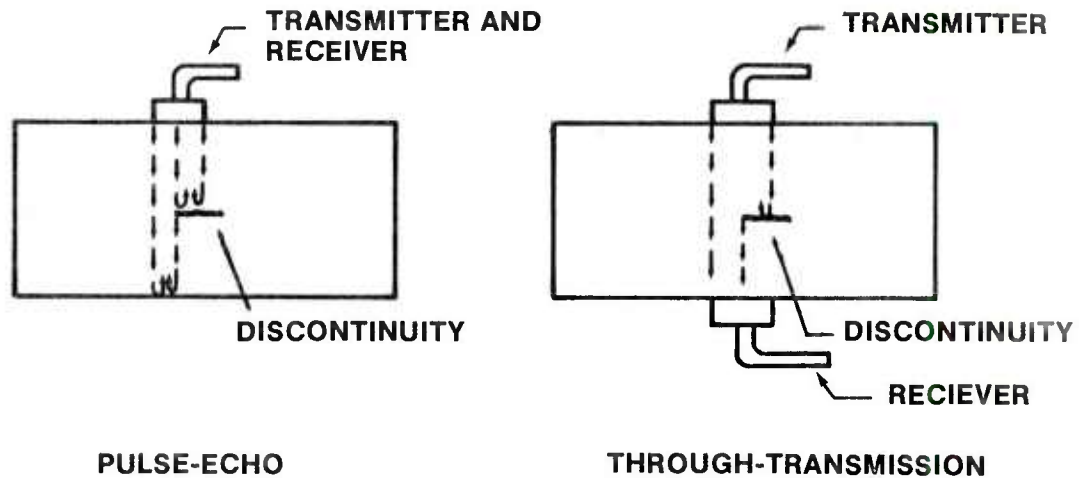 TRANSMITTER AND
RECEIVER
DISCONTINUITY
PULSE-ECHO
TRANSMITTER
DISCONTINUITY
RECIEVER
THROUGH-TRANSMISSION